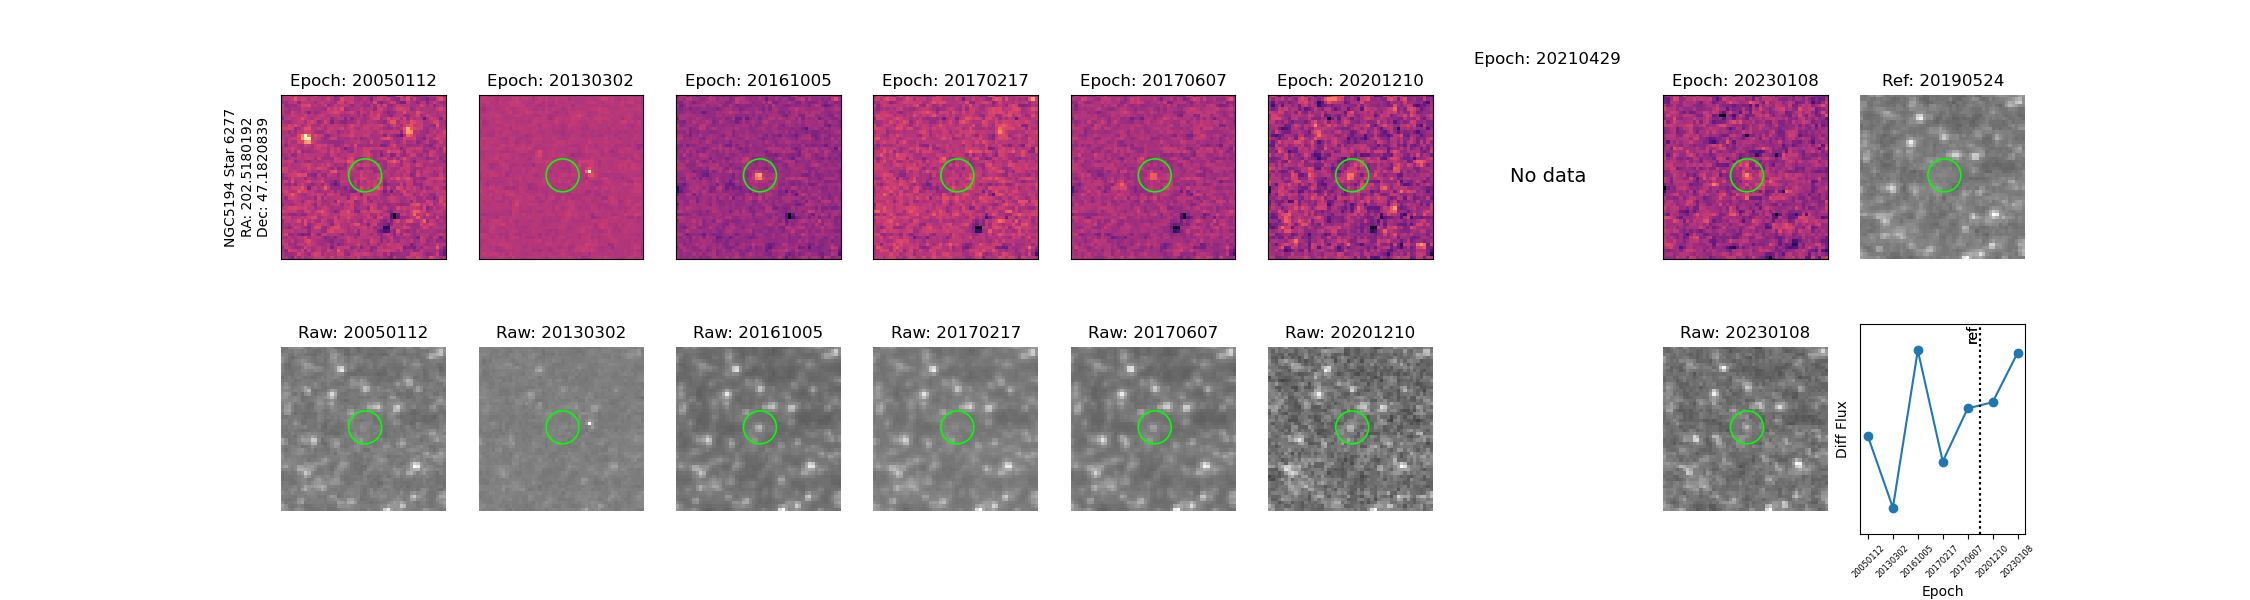 Epoch: 20210429
Epoch: 20050112
Epoch: 20130302
Epoch: 20161005
Epoch: 20170217
Epoch: 20170607
Epoch: 20201210
Epoch: 20230108
Ref: 20190524
NGC5194 Star 6277
RA: 202.5180192
Dec: 47.1820839
No data
Raw: 20050112
Raw: 20130302
Raw: 20161005
Raw: 20170217
Raw: 20170607
Raw: 20201210
Raw: 20230108
ref
Diff Flux
20050112
20130302
20161005
20170217
20170607
20201210
20230108
Epoch